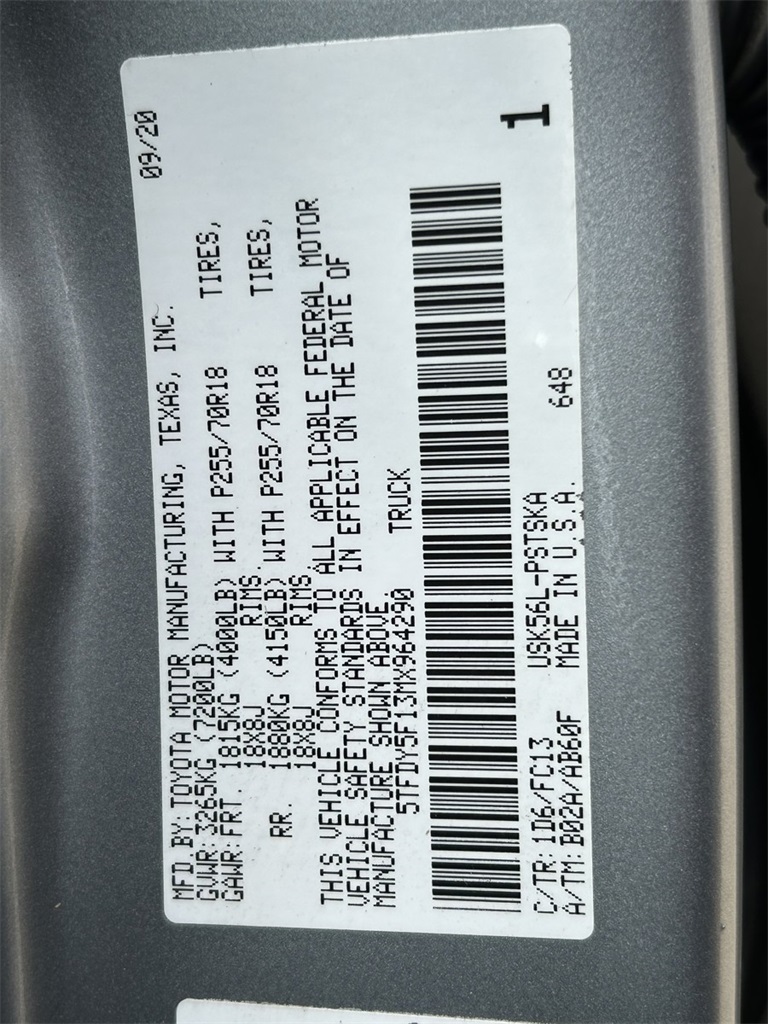 MFD.BY:TOYOTA MOTOR MANUFACTURING, TEXAS, INC. 09/20
GVWR:3265KG (7200LB)
GAWR:FRT. 1815KG (4000LB) WITH P255/70R18 TIRES,
18X8J RIMS.
RR. 1880KG (4150LB) WITH P255/70R18 TIRES,
18X8J RIMS.
THIS VEHICLE CONFORMS TO ALL APPLICABLE FEDERAL MOTOR
VEHICLE SAFETY STANDARDS IN EFFECT ON THE DATE OF
MANUFACTURE SHOWN ABOVE.
5TFDY5F13MX964290 TRUCK
1
C/TR:1D6/FC13 USK56L-PSTSKA
A/TM:B02A/AB60F MADE IN U.S.A. 648